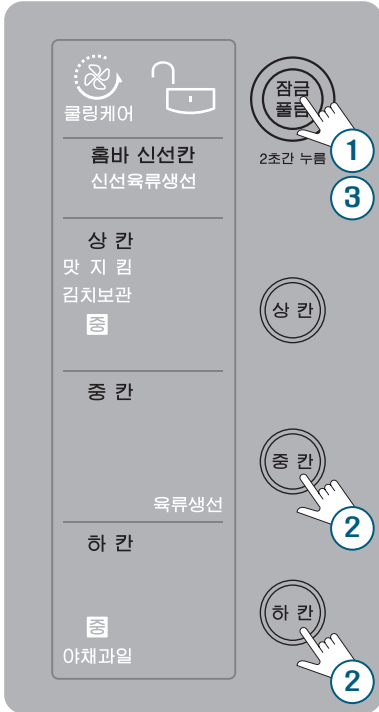 쿨링케어
홈바 신선칸
신선육류생선
상 칸
맛 지 킴
김치보관
중
중 칸
육류생선
하 칸
중
야채과일
잠금
풀림
1
2초간 누름
3
상 칸
중 칸
2
하 칸
2